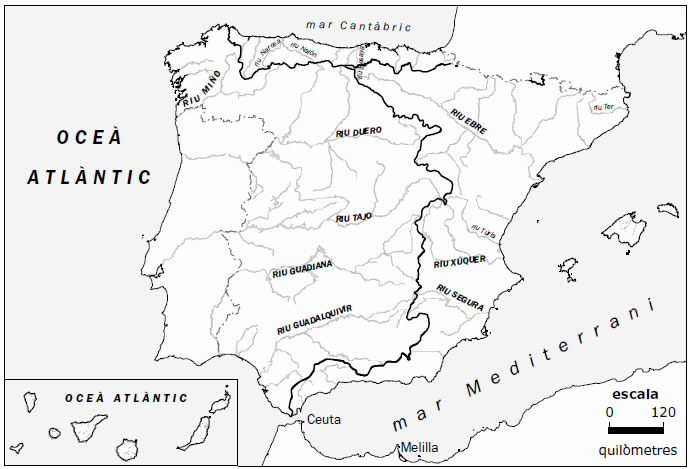 mar Cantàbric
riu Narcea
riu Nalón
RIU MIÑO
RIU EBRE
riu Ter
OCEÀ
ATLÀNTIC
RIU DUERO
RIU TAJO
riu Túria
RIU GUADIANA
RIU XÚQUER
RIU SEGURA
RIU GUADALQUIVIR
mar Mediterrani
OCEÀ ATLÀNTIC
Ceuta
Melilla
escala
0 120
quilòmetres